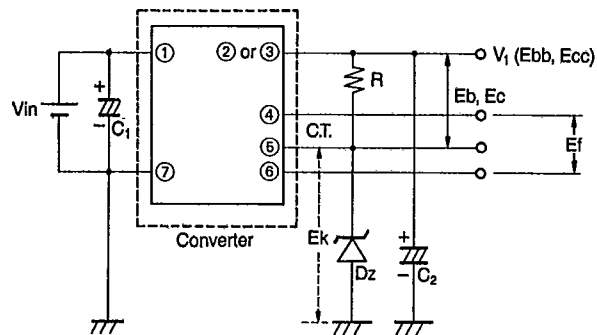 ① ② or ③ V₁ (Ebb, Ecc)
+ R Eb, Ec
Vin ④
− C₁ C.T. Ef
⑤
⑦ ⑥
Converter Ek +
Dz − C₂